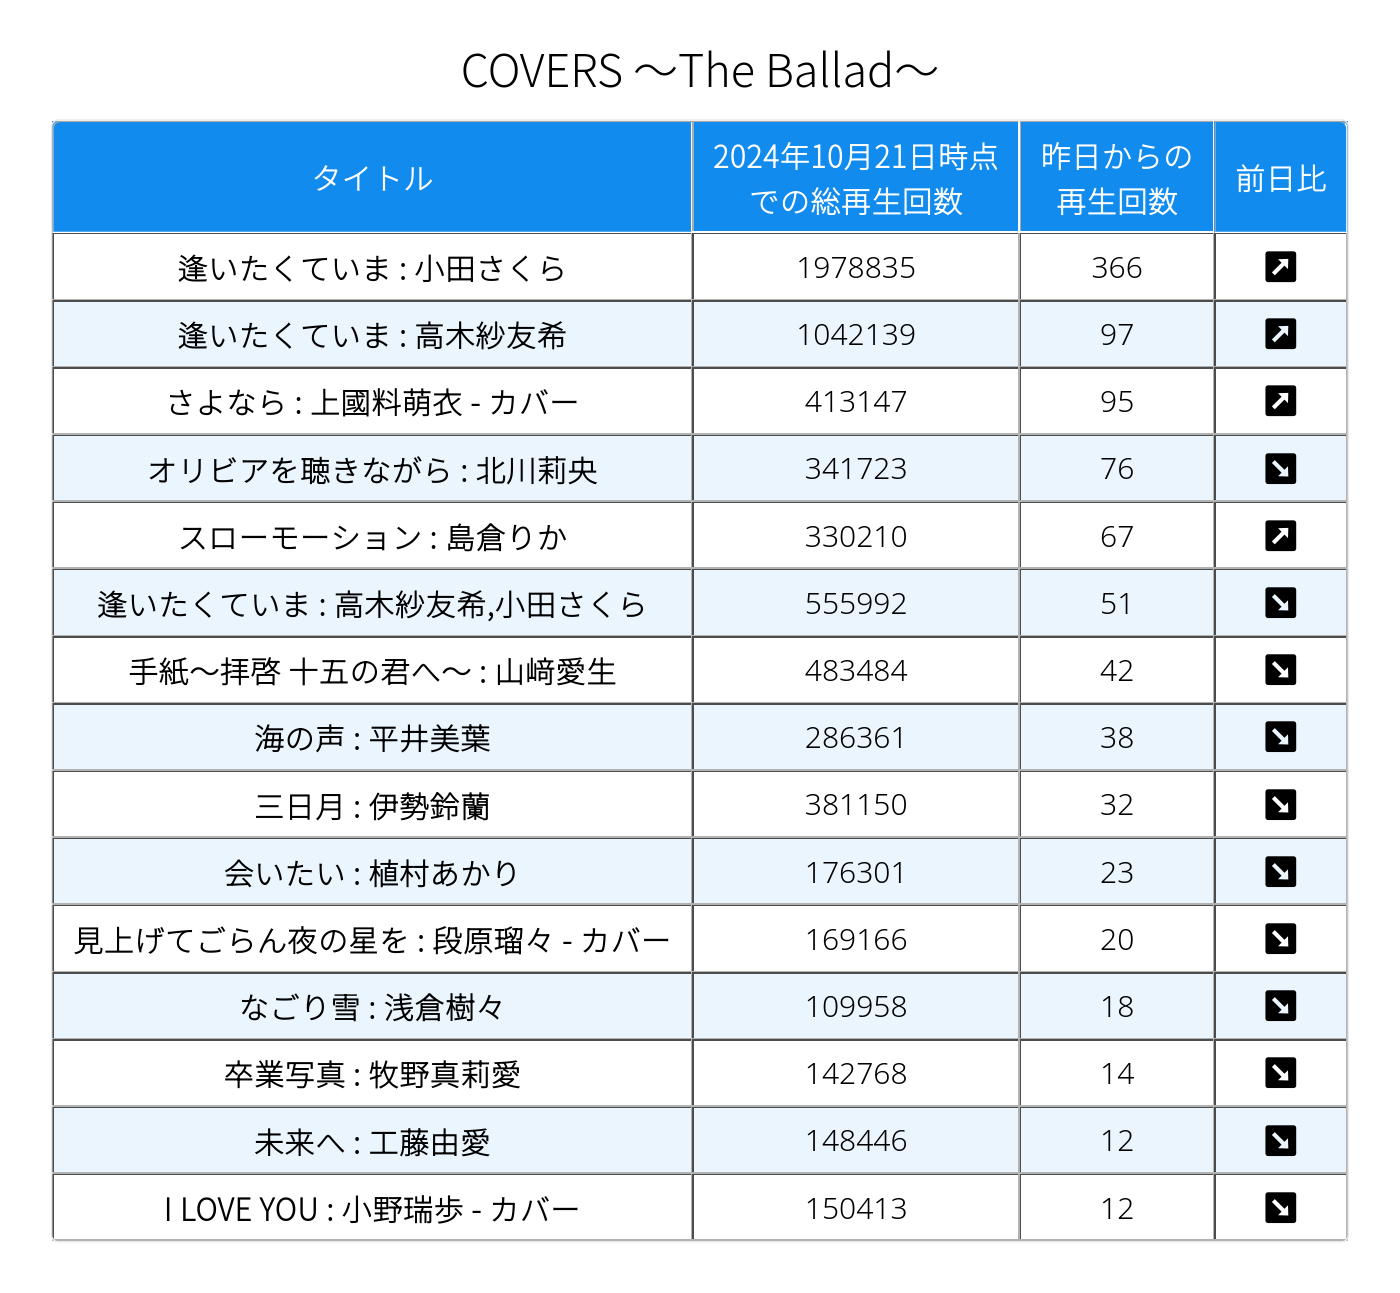 COVERS ～The Ballad～
タイトル
2024年10月21日時点
での総再生回数
昨日からの
再生回数
前日比
逢いたくていま : 小田さくら 1978835 366
逢いたくていま : 高木紗友希 1042139 97
さよなら : 上國料萌衣 - カバー 413147 95
オリビアを聴きながら : 北川莉央 341723 76
スローモーション : 島倉りか 330210 67
逢いたくていま : 高木紗友希,小田さくら 555992 51
手紙～拝啓 十五の君へ～ : 山﨑愛生 483484 42
海の声 : 平井美葉 286361 38
三日月 : 伊勢鈴蘭 381150 32
会いたい : 植村あかり 176301 23
見上げてごらん夜の星を : 段原瑠々 - カバー 169166 20
なごり雪 : 浅倉樹々 109958 18
卒業写真 : 牧野真莉愛 142768 14
未来へ : 工藤由愛 148446 12
I LOVE YOU : 小野瑞歩 - カバー 150413 12